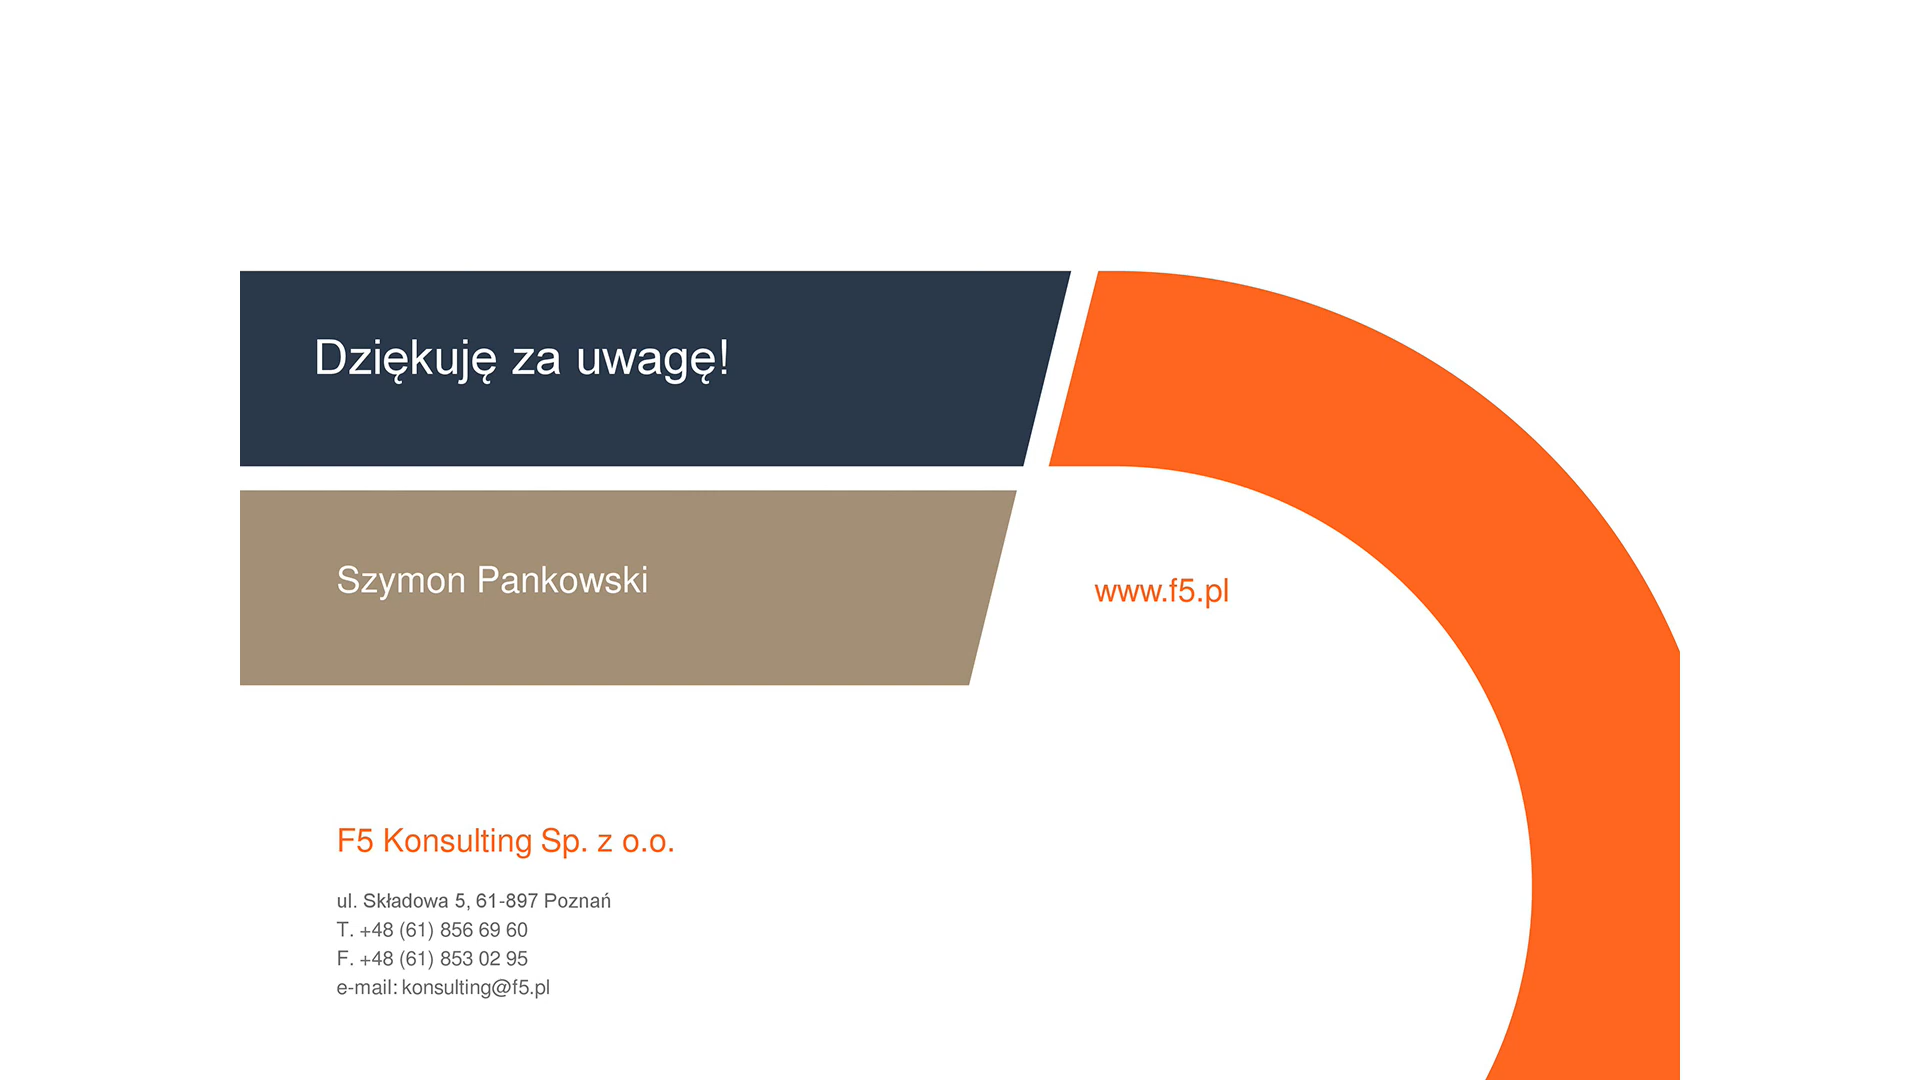 Dziękuję za uwagę!
Szymon Pankowski
www.f5.pl
F5 Konsulting Sp. z o.o.
ul. Składowa 5, 61-897 Poznań
T. +48 (61) 856 69 60
F. +48 (61) 853 02 95
e-mail: konsulting@f5.pl